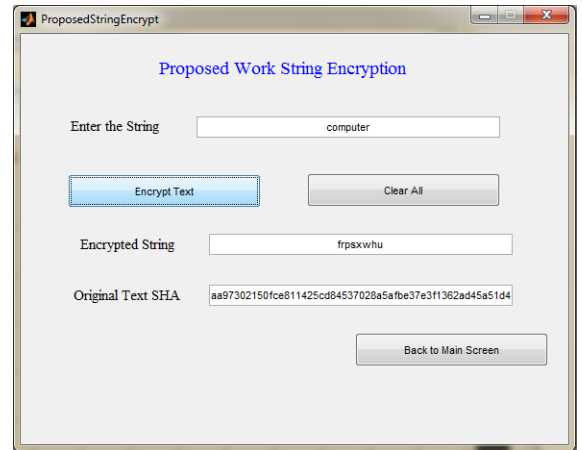 ProposedStringEncrypt
Proposed Work String Encryption
Enter the String computer
Encrypt Text Clear All
Encrypted String frpsxwhu
Original Text SHA aa97302150fce811425cd84537028a5afbe37e3f1362ad45a51d4
Back to Main Screen